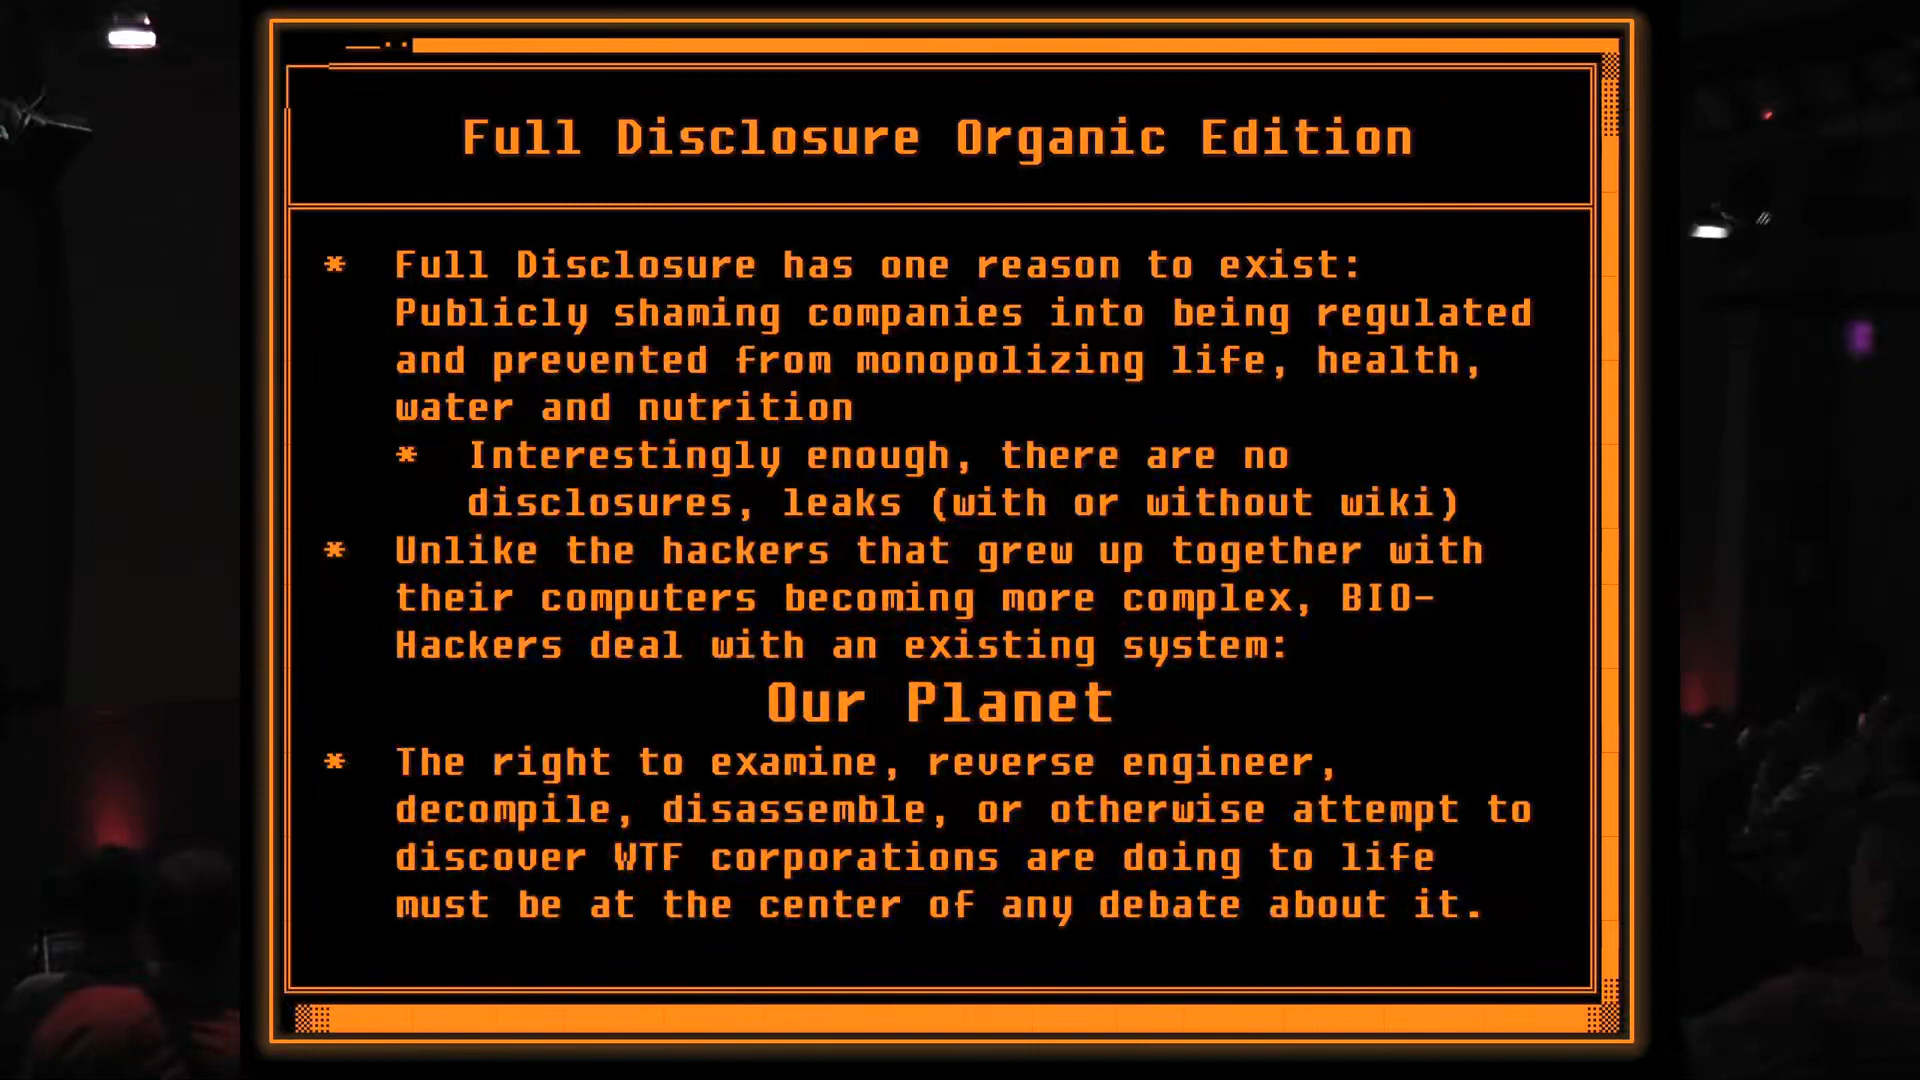 Full Disclosure Organic Edition
* Full Disclosure has one reason to exist:
Publicly shaming companies into being regulated
and prevented from monopolizing life, health,
water and nutrition
* Interestingly enough, there are no
disclosures, leaks (with or without wiki)
* Unlike the hackers that grew up together with
their computers becoming more complex, BIO-
Hackers deal with an existing system:
Our Planet
* The right to examine, reverse engineer,
decompile, disassemble, or otherwise attempt to
discover WTF corporations are doing to life
must be at the center of any debate about it.